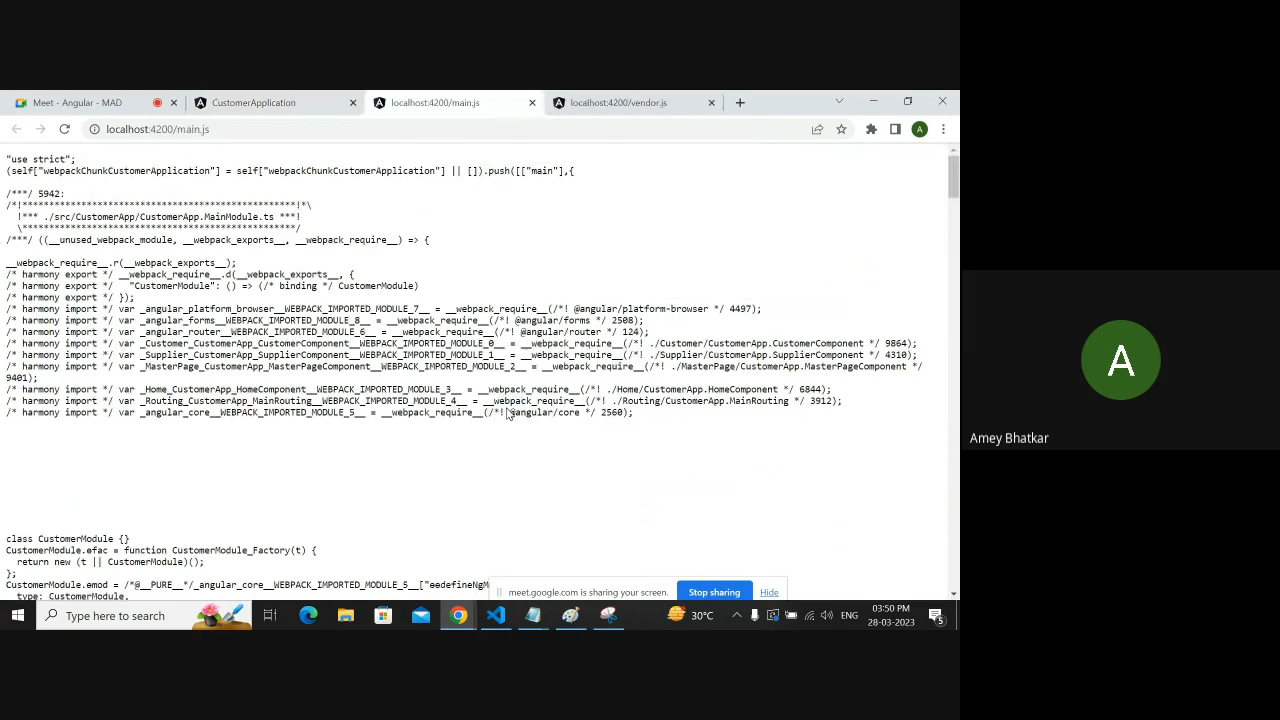 Meet - Angular - MAD
CustomerApplication
localhost:4200/main.js
localhost:4200/vendor.js
localhost:4200/main.js
A
"use strict";
(self["webpackChunkCustomerApplication"] = self["webpackChunkCustomerApplication"] || []).push([["main"],{
/***/ 5942:
/*!*****************************************!*\
!*** ./src/CustomerApp/CustomerApp.MainModule.ts ***!
\*****************************************/
/***/ ((__unused_webpack_module, __webpack_exports__, __webpack_require__) => {
__webpack_require__.r(__webpack_exports__);
/* harmony export */ __webpack_require__.d(__webpack_exports__, {
/* harmony export */   "CustomerModule": () => (/* binding */ CustomerModule)
/* harmony export */ });
/* harmony import */ var _angular_platform_browser__WEBPACK_IMPORTED_MODULE_7__ = __webpack_require__(/*! @angular/platform-browser */ 4497);
/* harmony import */ var _angular_forms__WEBPACK_IMPORTED_MODULE_8__ = __webpack_require__(/*! @angular/forms */ 2508);
/* harmony import */ var _angular_router__WEBPACK_IMPORTED_MODULE_6__ = __webpack_require__(/*! @angular/router */ 124);
/* harmony import */ var _Customer_CustomerApp_CustomerComponent__WEBPACK_IMPORTED_MODULE_0__ = __webpack_require__(/*! ./Customer/CustomerApp.CustomerComponent */ 9864);
/* harmony import */ var _Supplier_CustomerApp_SupplierComponent__WEBPACK_IMPORTED_MODULE_1__ = __webpack_require__(/*! ./Supplier/CustomerApp.SupplierComponent */ 4310);
/* harmony import */ var _MasterPage_CustomerApp_MasterPageComponent__WEBPACK_IMPORTED_MODULE_2__ = __webpack_require__(/*! ./MasterPage/CustomerApp.MasterPageComponent */
9401);
/* harmony import */ var _Home_CustomerApp_HomeComponent__WEBPACK_IMPORTED_MODULE_3__ = __webpack_require__(/*! ./Home/CustomerApp.HomeComponent */ 6844);
/* harmony import */ var _Routing_CustomerApp_MainRouting__WEBPACK_IMPORTED_MODULE_4__ = __webpack_require__(/*! ./Routing/CustomerApp.MainRouting */ 3912);
/* harmony import */ var _angular_core__WEBPACK_IMPORTED_MODULE_5__ = __webpack_require__(/*! @angular/core */ 2560);
class CustomerModule {}
CustomerModule.ɵfac = function CustomerModule_Factory(t) {
return new (t || CustomerModule)();
};
CustomerModule.ɵmod = /*@__PURE__*/_angular_core__WEBPACK_IMPORTED_MODULE_5__["ɵɵdefineNgM
type: CustomerModule,
meet.google.com is sharing your screen.
Stop sharing
Hide
Type here to search
30°C
ENG
03:50 PM
28-03-2023
5
A
Amey Bhatkar